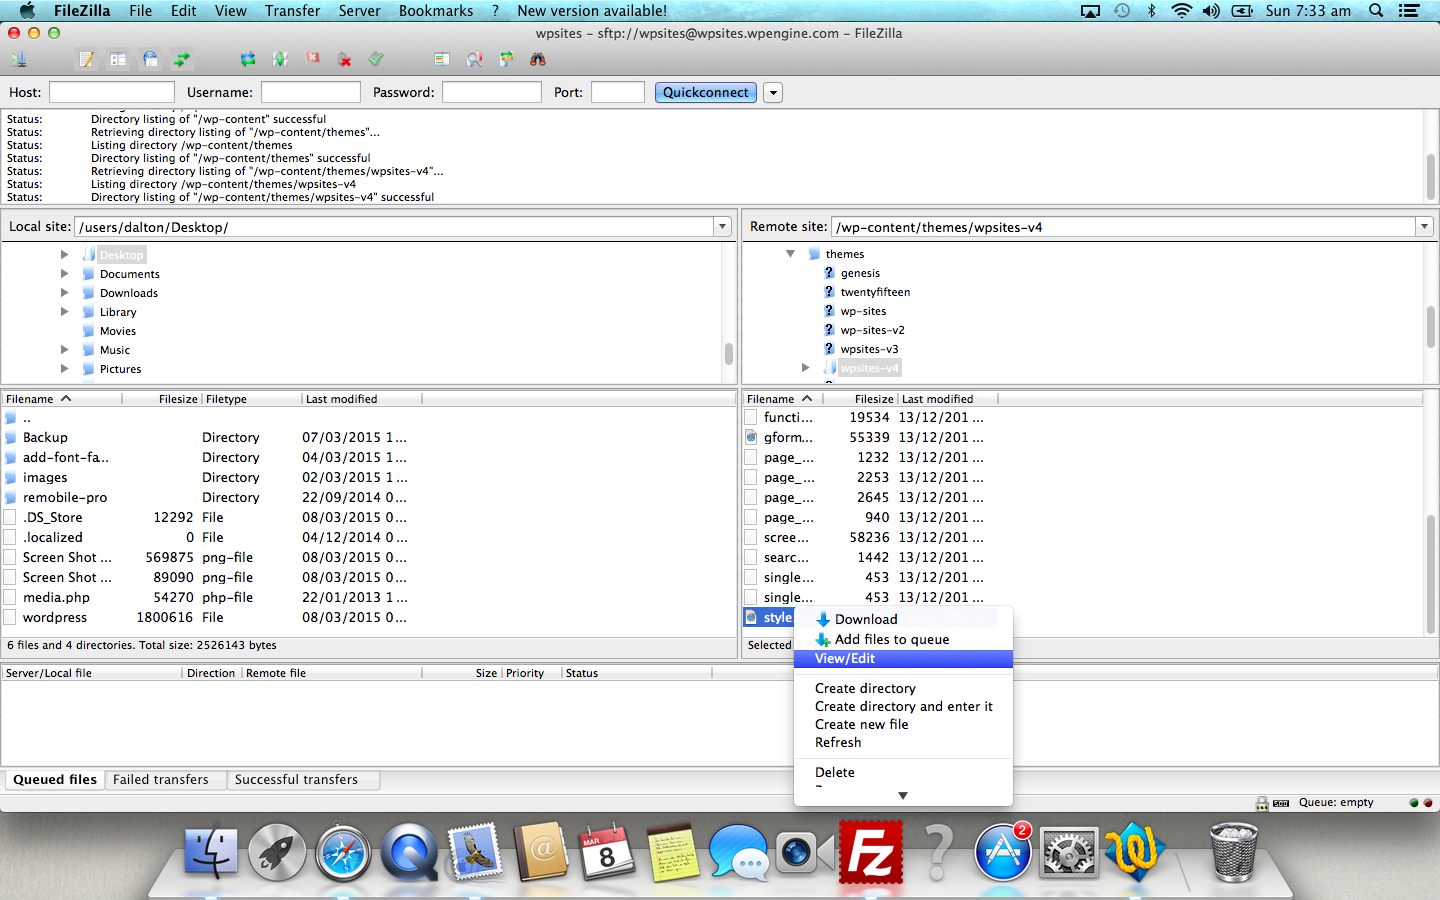 FileZilla File Edit View Transfer Server Bookmarks ? New version available! Sun 7:33 am
wpsites - sftp://wpsites@wpsites.wpengine.com - FileZilla
Host: Username: Password: Port: Quickconnect
Status: Directory listing of "/wp-content" successful
Status: Retrieving directory listing of "/wp-content/themes"...
Status: Listing directory /wp-content/themes
Status: Directory listing of "/wp-content/themes" successful
Status: Retrieving directory listing of "/wp-content/themes/wpsites-v4"...
Status: Listing directory /wp-content/themes/wpsites-v4
Status: Directory listing of "/wp-content/themes/wpsites-v4" successful
Local site: /users/dalton/Desktop/
Desktop
Documents
Downloads
Library
Movies
Music
Pictures
Remote site: /wp-content/themes/wpsites-v4
themes
genesis
twentyfifteen
wp-sites
wp-sites-v2
wpsites-v3
wpsites-v4
Filename Filesize Filetype Last modified
..
Backup Directory 07/03/2015 1...
add-font-fa... Directory 04/03/2015 1...
images Directory 02/03/2015 1...
remobile-pro Directory 22/09/2014 0...
.DS_Store 12292 File 08/03/2015 0...
.localized 0 File 04/12/2014 0...
Screen Shot ... 569875 png-file 08/03/2015 0...
Screen Shot ... 89090 png-file 08/03/2015 0...
media.php 54270 php-file 22/01/2013 1...
wordpress 1800616 File 08/03/2015 0...
6 files and 4 directories. Total size: 2526143 bytes
Filename Filesize Last modified
functi... 19534 13/12/201 ...
gform... 55339 13/12/201 ...
page_... 1232 13/12/201 ...
page_... 2253 13/12/201 ...
page_... 2645 13/12/201 ...
page_... 940 13/12/201 ...
scree... 58236 13/12/201 ...
searc... 1442 13/12/201 ...
single... 453 13/12/201 ...
single... 453 13/12/201 ...
style
Selected
Download
Add files to queue
View/Edit
Create directory
Create directory and enter it
Create new file
Refresh
Delete
Server/Local file Direction Remote file Size Priority Status
Queued files Failed transfers Successful transfers
Queue: empty
MAR
8
@
Fz
?
2